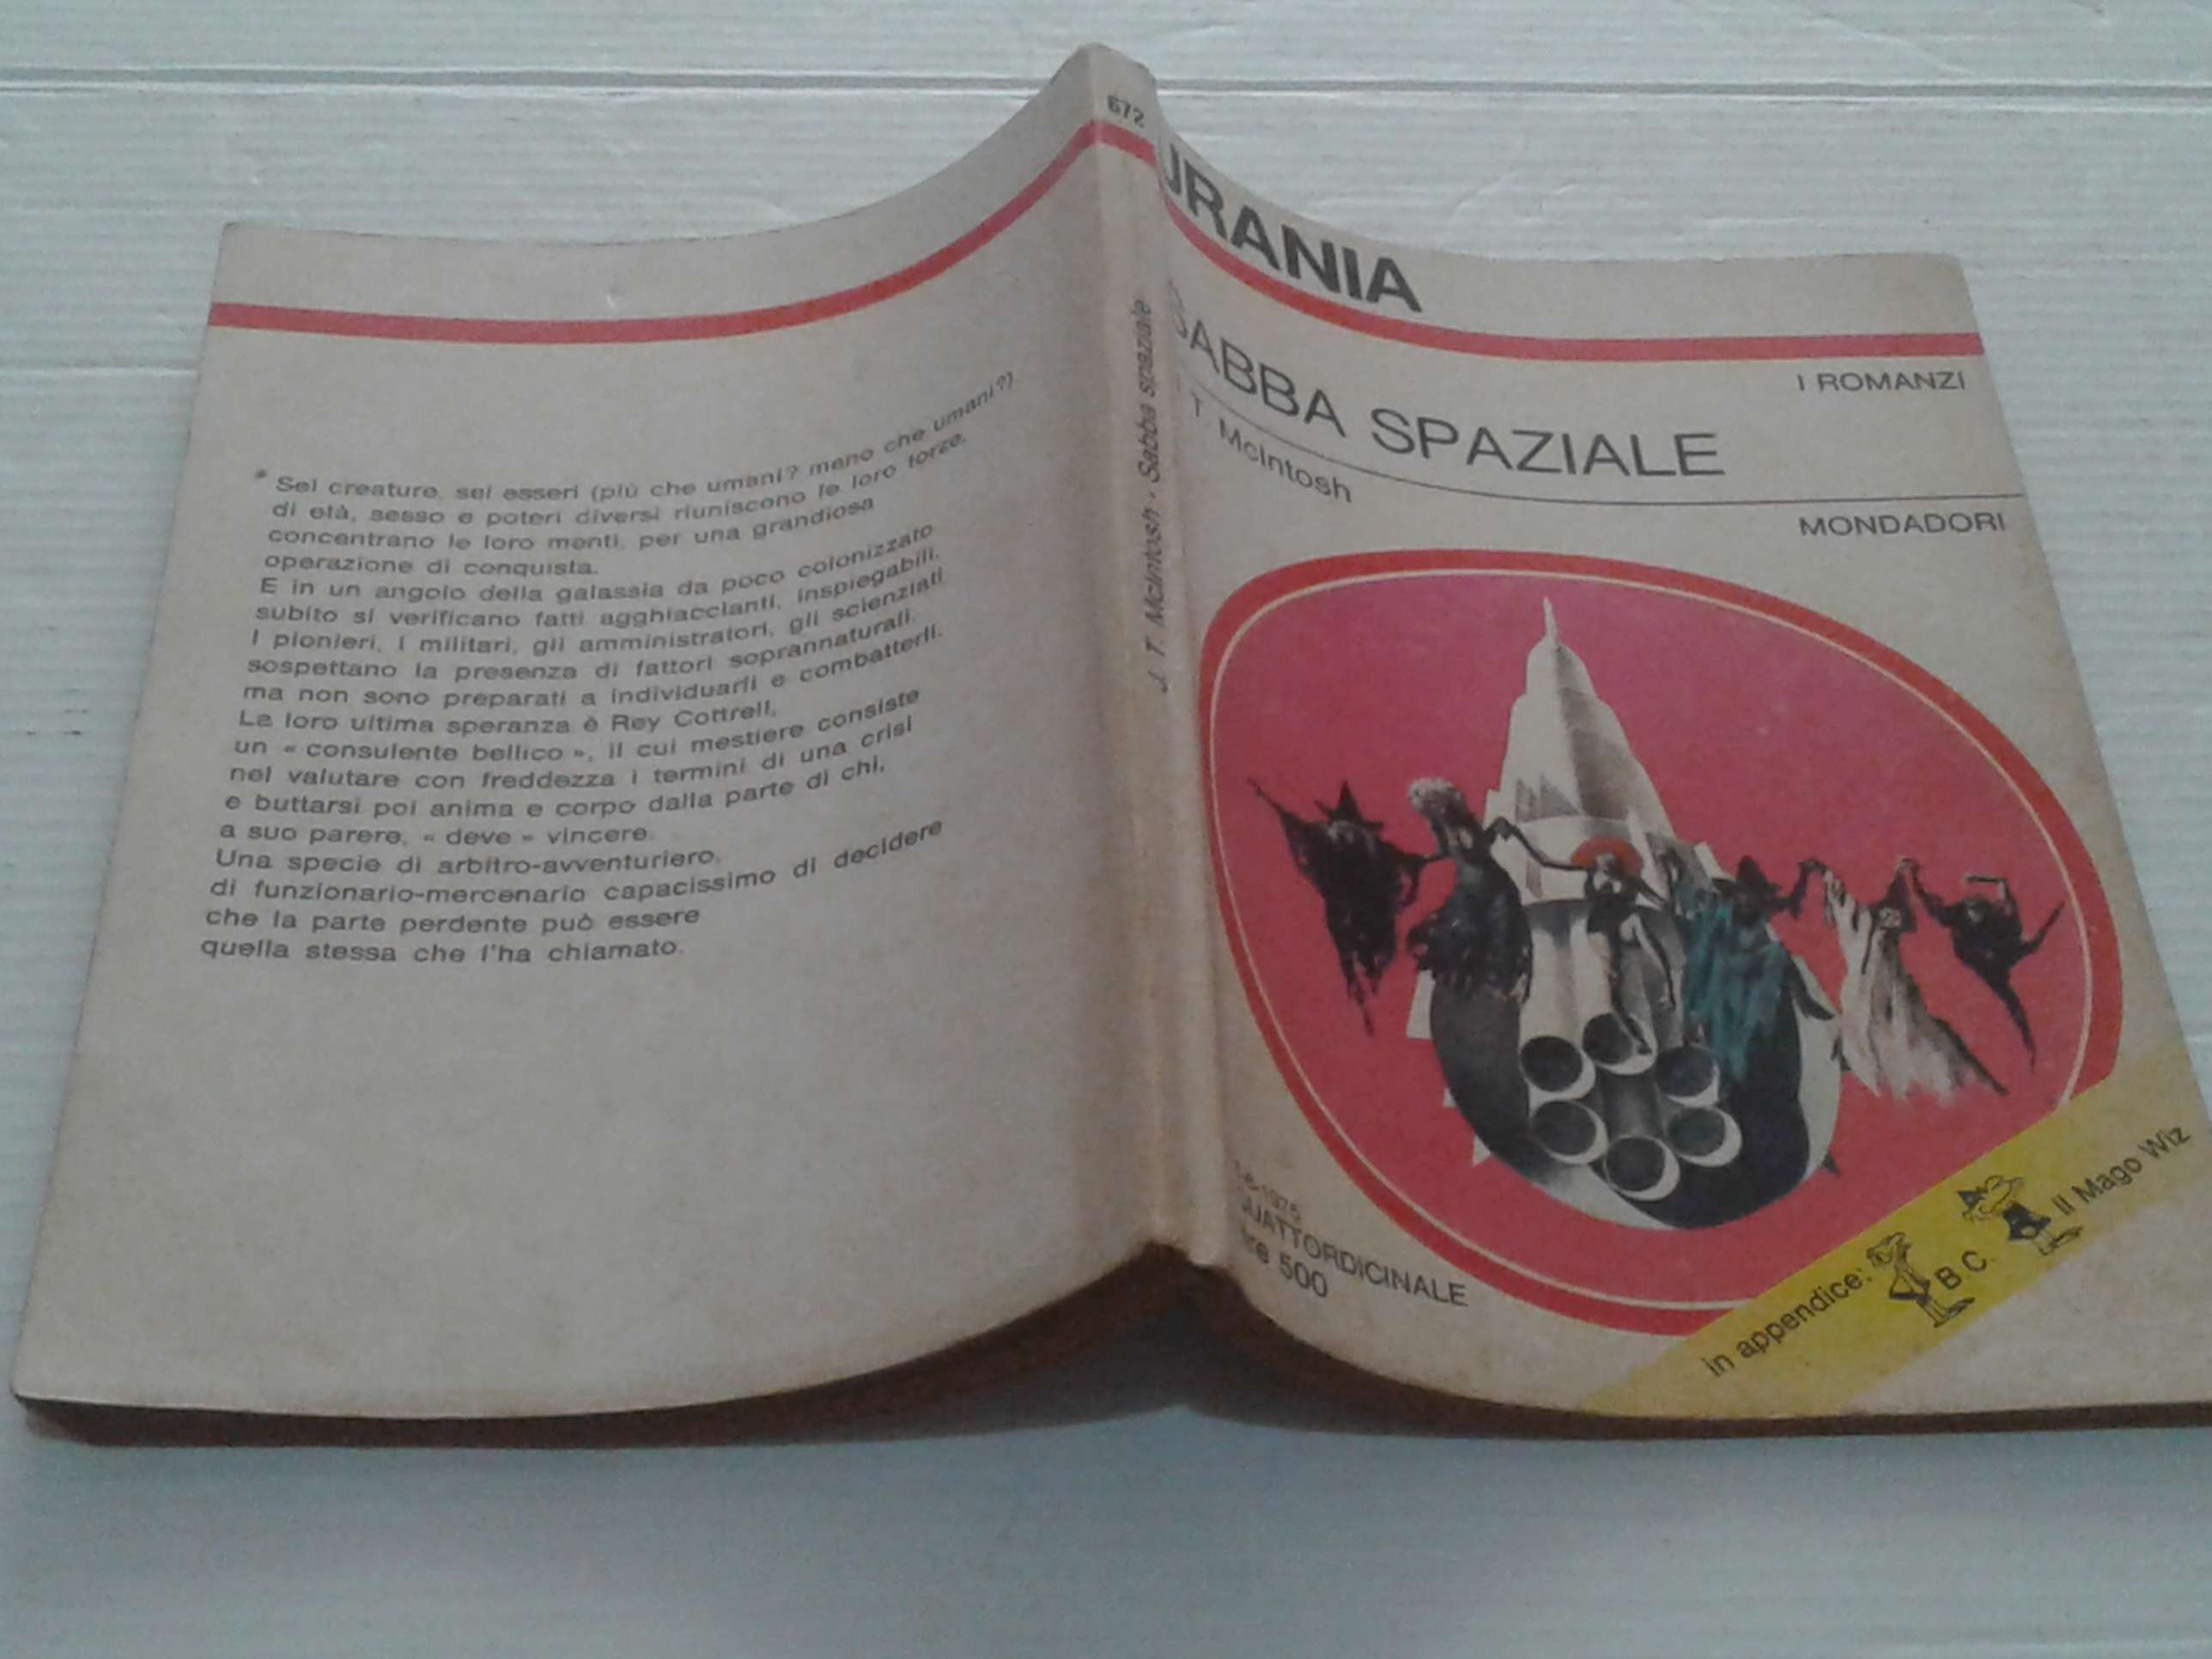 * Sei creature, sei esseri (più che umani? meno che umani?)
di età, sesso e poteri diversi riuniscono le loro forze,
concentrano le loro menti, per una grandiosa
operazione di conquista.
E in un angolo della galassia da poco colonizzato
subito si verificano fatti agghiaccianti, inspiegabili.
I pionieri, i militari, gli amministratori, gli scienziati
sospettano la presenza di fattori soprannaturali,
ma non sono preparati a individuarli e combatterli.
La loro ultima speranza è Rey Cottrell,
un « consulente bellico », il cui mestiere consiste
nel valutare con freddezza i termini di una crisi
e buttarsi poi anima e corpo dalla parte di chi,
a suo parere, « deve » vincere.
Una specie di arbitro-avventuriero,
di funzionario-mercenario capacissimo di decidere
che la parte perdente può essere
quella stessa che l'ha chiamato.
672
J. T. McIntosh - Sabba spaziale
URANIA
I ROMANZI
SABBA SPAZIALE
T. McIntosh
MONDADORI
-6-1975
QUATTORDICINALE
lire 500
in appendice: B C. Il Mago Wiz